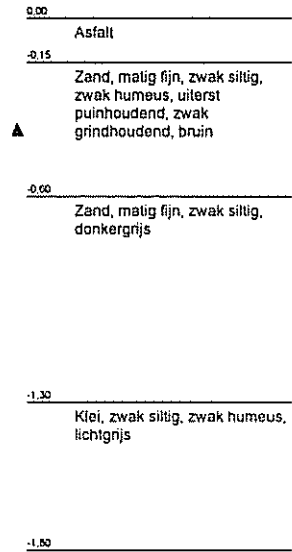 0,00
Asfalt
-0,15
Zand, matig fijn, zwak siltig,
zwak humeus, uiterst
puinhoudend, zwak
grindhoudend, bruin
-0,60
Zand, matig fijn, zwak siltig,
donkergrijs
-1,30
Klei, zwak siltig, zwak humeus,
lichtgrijs
-1,80